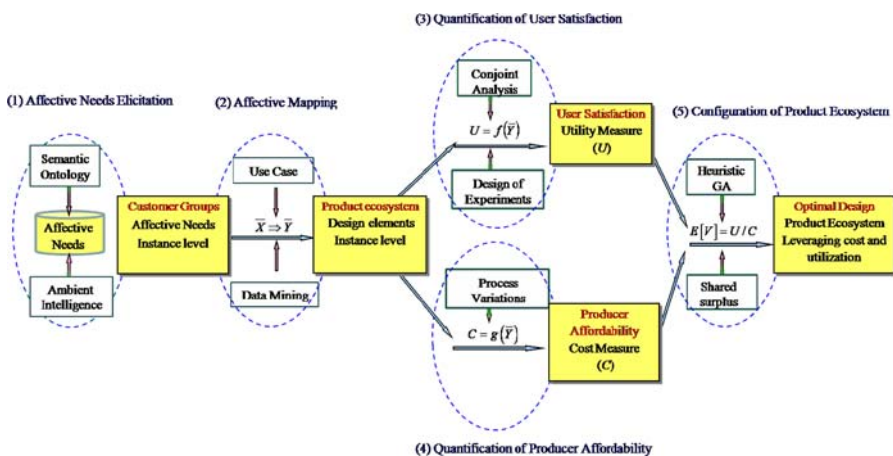 (3) Quantification of User Satisfaction
Conjoint
Analysis
(1) Affective Needs Elicitation
(2) Affective Mapping
U = f(Y̅)
User Satisfaction
Utility Measure
(U)
(5) Configuration of Product Ecosystem
Semantic
Ontology
Use Case
Design of
Experiments
Heuristic
GA
Affective
Needs
Customer Groups
Affective Needs
Instance level
X̅ ⇒ Y̅
Product ecosystem
Design elements
Instance level
E[V] = U / C
Optimal Design
Product Ecosystem
Leveraging cost and
utilization
Ambient
Intelligence
Data Mining
Process
Variations
Shared
surplus
C = g(Y̅)
Producer
Affordability
Cost Measure
(C)
(4) Quantification of Producer Affordability